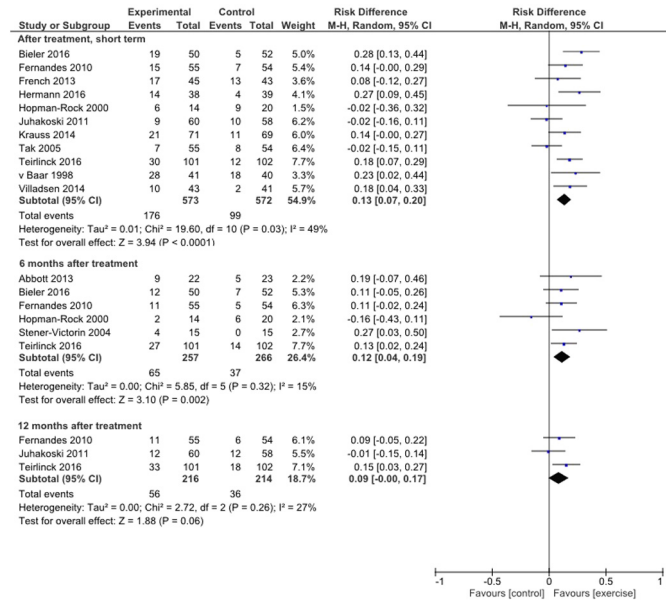 Experimental Control Risk Difference Risk Difference
Study or Subgroup Events Total Events Total Weight M-H, Random, 95% CI M-H, Random, 95% CI
After treatment, short term
Bieler 2016 19 50 5 52 5.0% 0.28 [0.13, 0.44]
Fernandes 2010 15 55 7 54 5.1% 0.14 [-0.00, 0.29]
French 2013 17 45 13 43 3.4% 0.08 [-0.12, 0.27]
Hermann 2016 14 38 4 39 4.0% 0.27 [0.09, 0.45]
Hopman-Rock 2000 6 14 9 20 1.5% -0.02 [-0.36, 0.32]
Juhakoski 2011 9 60 10 58 5.9% -0.02 [-0.16, 0.11]
Krauss 2014 21 71 11 69 5.6% 0.14 [-0.00, 0.27]
Tak 2005 7 55 8 54 6.1% -0.02 [-0.15, 0.11]
Teirlinck 2016 30 101 12 102 7.7% 0.18 [0.07, 0.29]
v Baar 1998 28 41 18 40 3.3% 0.23 [0.02, 0.44]
Villadsen 2014 10 43 2 41 5.3% 0.18 [0.04, 0.33]
Subtotal (95% CI) 573 572 54.9% 0.13 [0.07, 0.20]
Total events 176 99
Heterogeneity: Tau² = 0.01; Chi² = 19.60, df = 10 (P = 0.03); I² = 49%
Test for overall effect: Z = 3.94 (P < 0.0001)
6 months after treatment
Abbott 2013 9 22 5 23 2.2% 0.19 [-0.07, 0.46]
Bieler 2016 12 50 7 52 5.1% 0.11 [-0.05, 0.26]
Fernandes 2010 11 55 5 54 6.3% 0.11 [-0.02, 0.24]
Hopman-Rock 2000 2 14 6 20 2.2% -0.16 [-0.43, 0.11]
Stener-Victorin 2004 4 15 0 15 2.8% 0.27 [0.03, 0.50]
Teirlinck 2016 27 101 14 102 7.8% 0.13 [0.02, 0.24]
Subtotal (95% CI) 257 266 26.4% 0.12 [0.04, 0.19]
Total events 65 37
Heterogeneity: Tau² = 0.00; Chi² = 5.85, df = 5 (P = 0.32); I² = 15%
Test for overall effect: Z = 3.10 (P = 0.002)
12 months after treatment
Fernandes 2010 11 55 6 54 6.1% 0.09 [-0.05, 0.22]
Juhakoski 2011 12 60 12 58 5.4% -0.01 [-0.15, 0.14]
Teirlinck 2016 33 101 18 102 7.1% 0.15 [0.03, 0.27]
Subtotal (95% CI) 216 214 18.7% 0.09 [-0.00, 0.17]
Total events 56 36
Heterogeneity: Tau² = 0.00; Chi² = 2.72, df = 2 (P = 0.26); I² = 27%
Test for overall effect: Z = 1.88 (P = 0.06)
-1 -0.5 0 0.5 1
Favours [control] Favours [exercise]